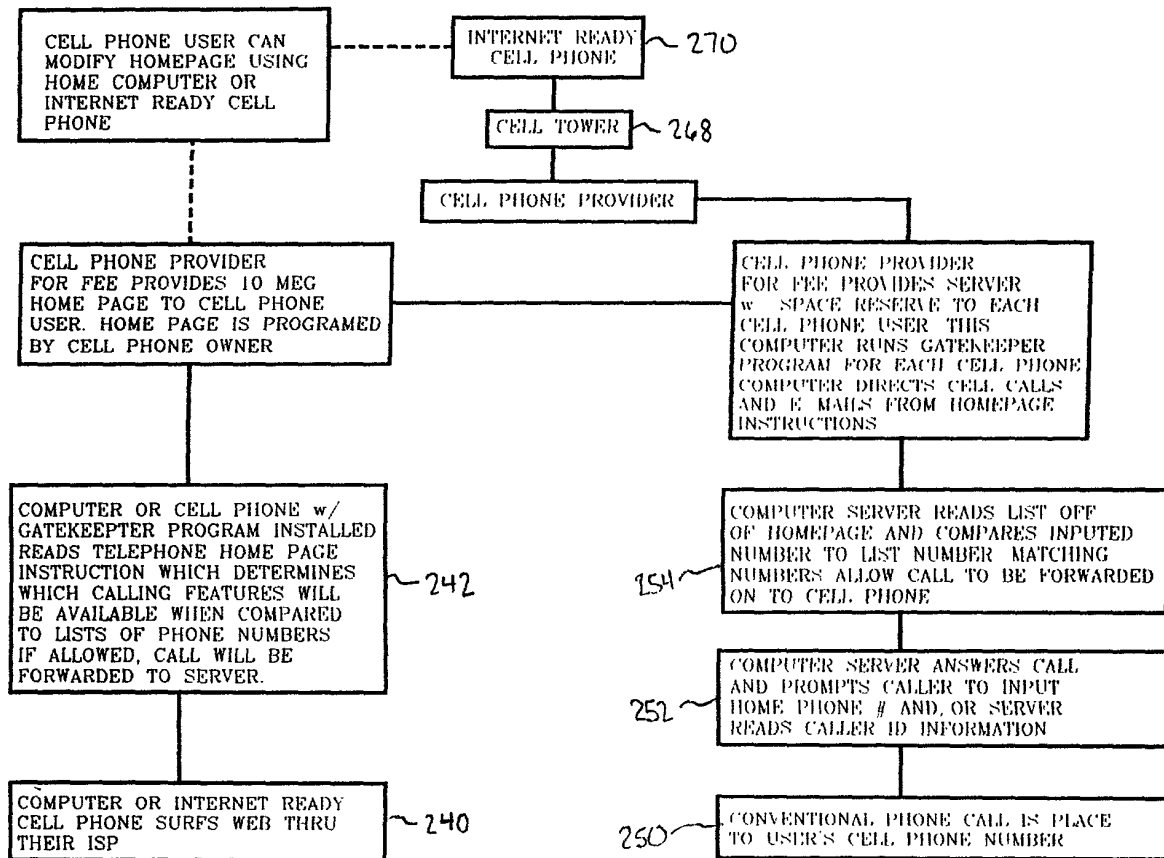 CELL PHONE USER CAN
MODIFY HOMEPAGE USING
HOME COMPUTER OR
INTERNET READY CELL
PHONE
INTERNET READY
CELL PHONE
270
CELL TOWER
268
CELL PHONE PROVIDER
CELL PHONE PROVIDER
FOR FEE PROVIDES 10 MEG
HOME PAGE TO CELL PHONE
USER. HOME PAGE IS PROGRAMED
BY CELL PHONE OWNER
CELL PHONE PROVIDER
FOR FEE PROVIDES SERVER
w SPACE RESERVE TO EACH
CELL PHONE USER THIS
COMPUTER RUNS GATEKEEPER
PROGRAM FOR EACH CELL PHONE
COMPUTER DIRECTS CELL CALLS
AND E MAILS FROM HOMEPAGE
INSTRUCTIONS
COMPUTER OR CELL PHONE w/
GATEKEEPTER PROGRAM INSTALLED
READS TELEPHONE HOME PAGE
INSTRUCTION WHICH DETERMINES
WHICH CALLING FEATURES WILL
BE AVAILABLE WHEN COMPARED
TO LISTS OF PHONE NUMBERS
IF ALLOWED, CALL WILL BE
FORWARDED TO SERVER.
242
COMPUTER SERVER READS LIST OFF
OF HOMEPAGE AND COMPARES INPUTED
NUMBER TO LIST NUMBER MATCHING
NUMBERS ALLOW CALL TO BE FORWARDED
ON TO CELL PHONE
254
COMPUTER SERVER ANSWERS CALL
AND PROMPTS CALLER TO INPUT
HOME PHONE # AND, OR SERVER
READS CALLER ID INFORMATION
252
COMPUTER OR INTERNET READY
CELL PHONE SURFS WEB THRU
THEIR ISP
240
CONVENTIONAL PHONE CALL IS PLACE
TO USER'S CELL PHONE NUMBER
250